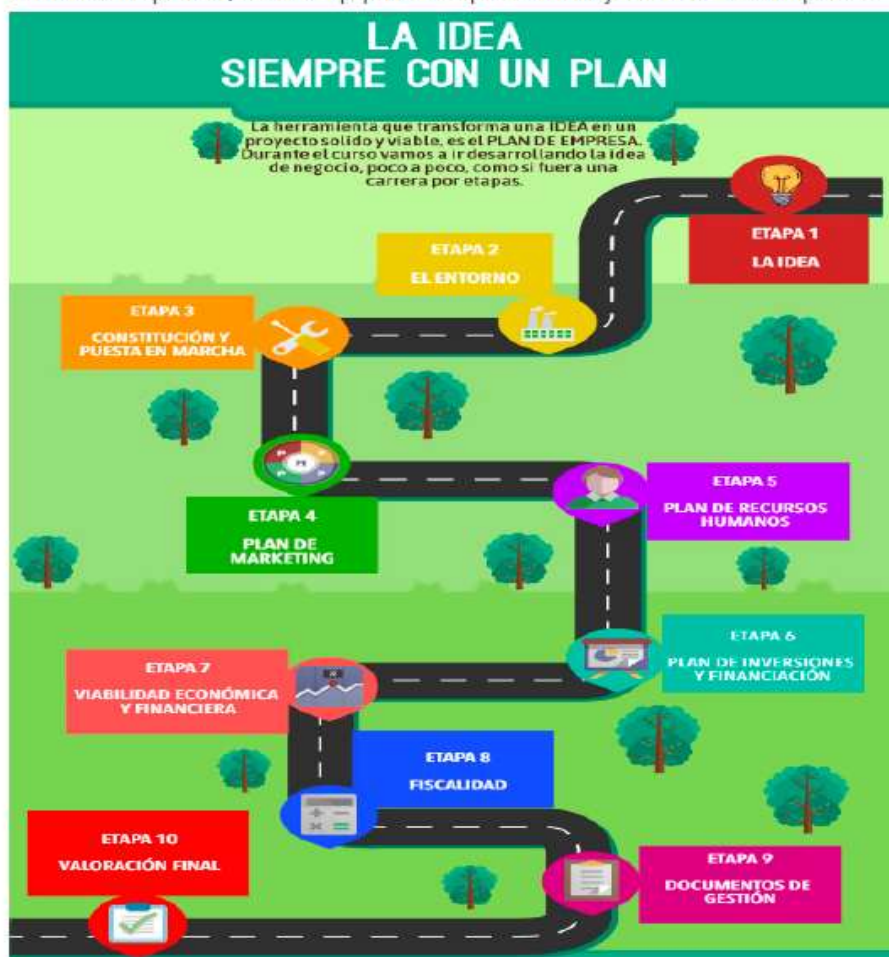 LA IDEA
SIEMPRE CON UN PLAN
La herramienta que transforma una IDEA en un
proyecto solido y viable, es el PLAN DE EMPRESA.
Durante el curso vamos a ir desarrollando la idea
de negocio, poco a poco, como si fuera una
carrera por etapas.
ETAPA 1
LA IDEA
ETAPA 2
EL ENTORNO
ETAPA 3
CONSTITUCIÓN Y
PUESTA EN MARCHA
ETAPA 4
PLAN DE
MARKETING
ETAPA 5
PLAN DE RECURSOS
HUMANOS
ETAPA 6
PLAN DE INVERSIONES
Y FINANCIACIÓN
ETAPA 7
VIABILIDAD ECONÓMICA
Y FINANCIERA
ETAPA 8
FISCALIDAD
ETAPA 9
DOCUMENTOS DE
GESTIÓN
ETAPA 10
VALORACIÓN FINAL